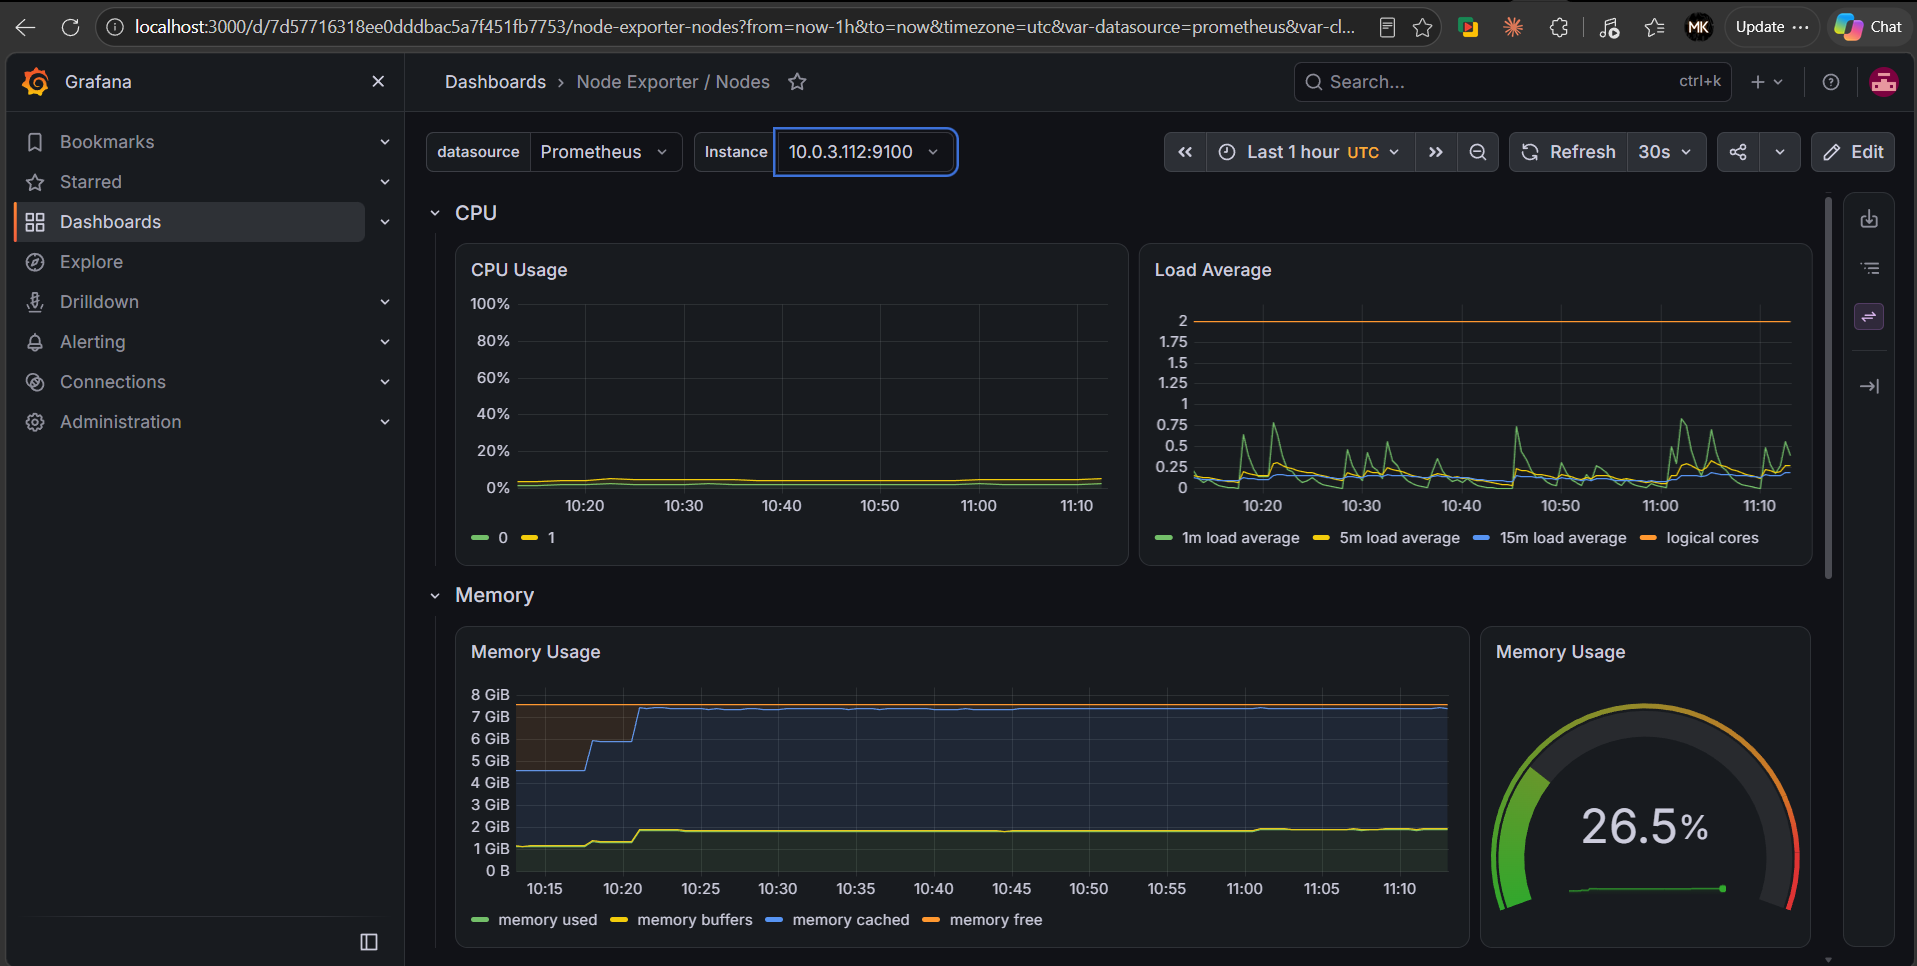 localhost:3000/d/7d57716318ee0dddbac5a7f451fb7753/node-exporter-nodes?from=now-1h&to=now&timezone=utc&var-datasource=prometheus&var-cl...
MK
Update
Chat
Grafana
Dashboards › Node Exporter / Nodes
Search...
ctrl+k
Bookmarks
Starred
Dashboards
Explore
Drilldown
Alerting
Connections
Administration
datasource
Prometheus
Instance
10.0.3.112:9100
Last 1 hour UTC
Refresh
30s
Edit
CPU
CPU Usage
100%
80%
60%
40%
20%
0%
10:20 10:30 10:40 10:50 11:00 11:10
0 1
Load Average
2
1.75
1.5
1.25
1
0.75
0.5
0.25
0
10:20 10:30 10:40 10:50 11:00 11:10
1m load average 5m load average 15m load average logical cores
Memory
Memory Usage
8 GiB
7 GiB
6 GiB
5 GiB
4 GiB
3 GiB
2 GiB
1 GiB
0 B
10:15 10:20 10:25 10:30 10:35 10:40 10:45 10:50 10:55 11:00 11:05 11:10
memory used memory buffers memory cached memory free
Memory Usage
26.5%